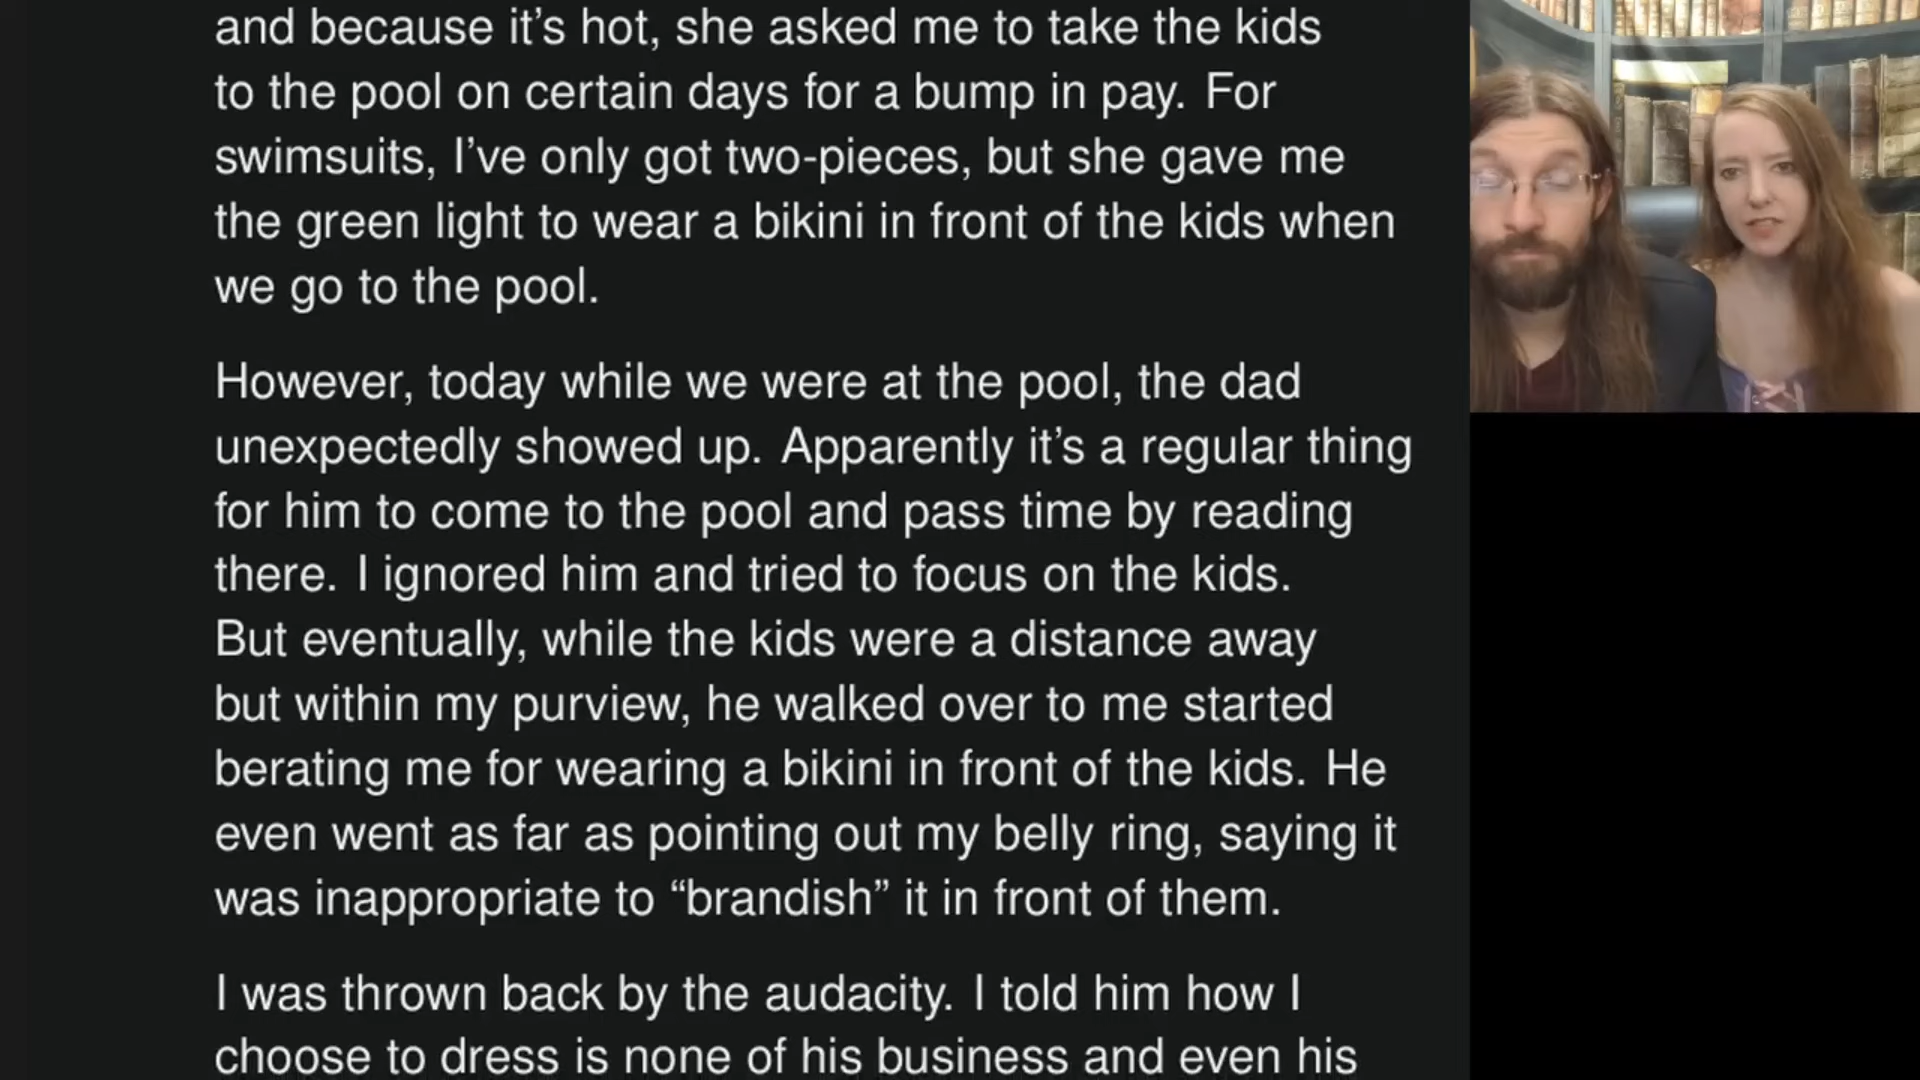 and because it’s hot, she asked me to take the kids
to the pool on certain days for a bump in pay. For
swimsuits, I’ve only got two-pieces, but she gave me
the green light to wear a bikini in front of the kids when
we go to the pool.
However, today while we were at the pool, the dad
unexpectedly showed up. Apparently it’s a regular thing
for him to come to the pool and pass time by reading
there. I ignored him and tried to focus on the kids.
But eventually, while the kids were a distance away
but within my purview, he walked over to me started
berating me for wearing a bikini in front of the kids. He
even went as far as pointing out my belly ring, saying it
was inappropriate to “brandish” it in front of them.
I was thrown back by the audacity. I told him how I
choose to dress is none of his business and even his